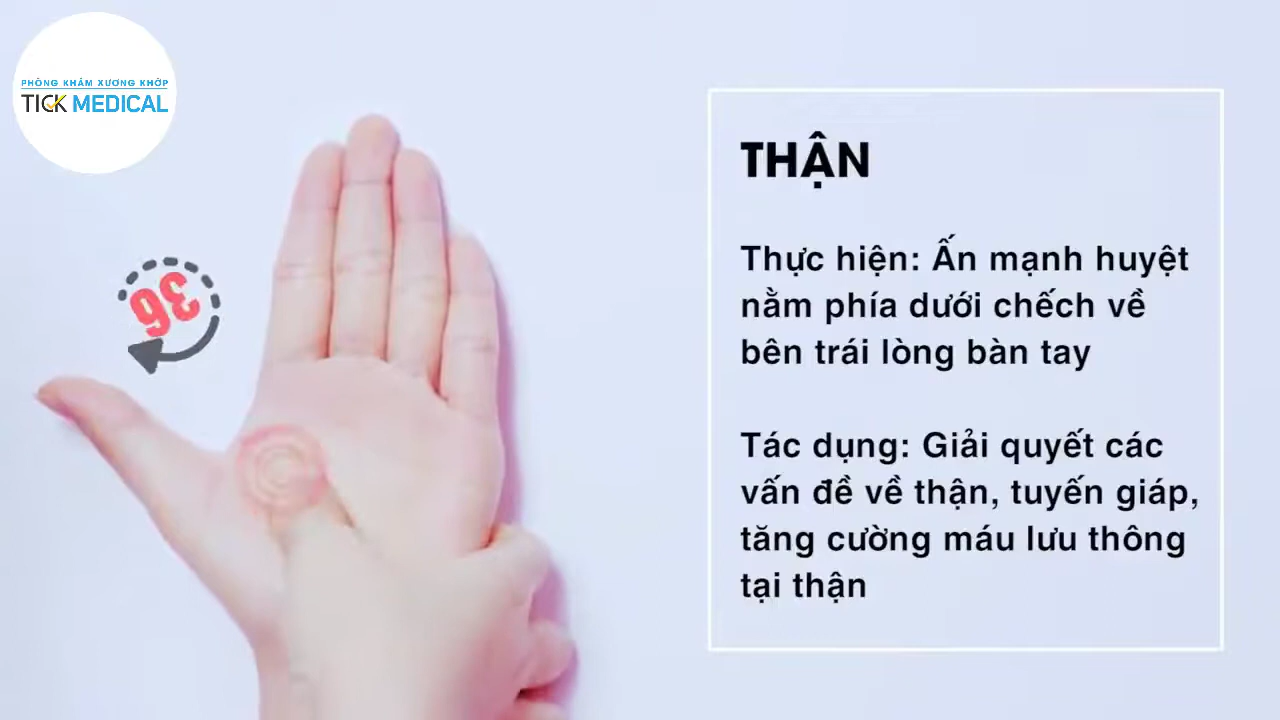 PHÒNG KHÁM XƯƠNG KHỚP
TICK MEDICAL
36
THẬN
Thực hiện: Ấn mạnh huyệt
nằm phía dưới chếch về
bên trái lòng bàn tay
Tác dụng: Giải quyết các
vấn đề về thận, tuyến giáp,
tăng cường máu lưu thông
tại thận